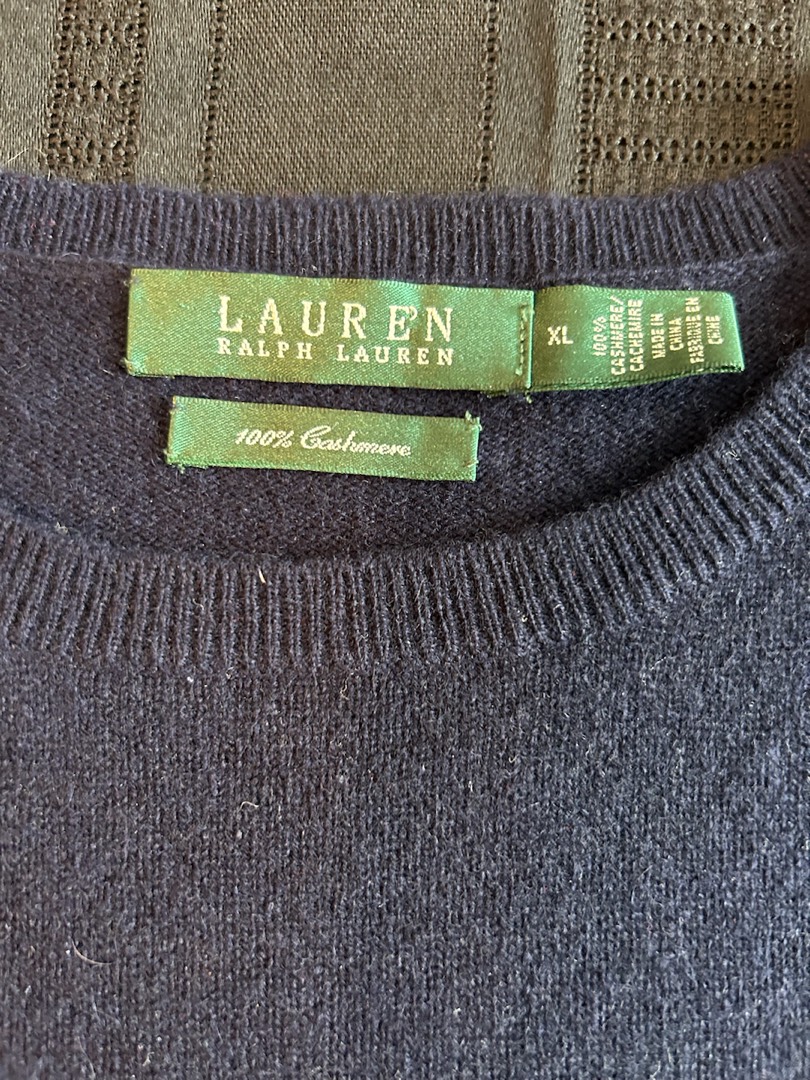 LAUREN
RALPH LAUREN
XL
100%
CASHMERE/
CACHEMIRE
MADE IN
CHINA
FABRIQUE EN
CHINE
100% Cashmere